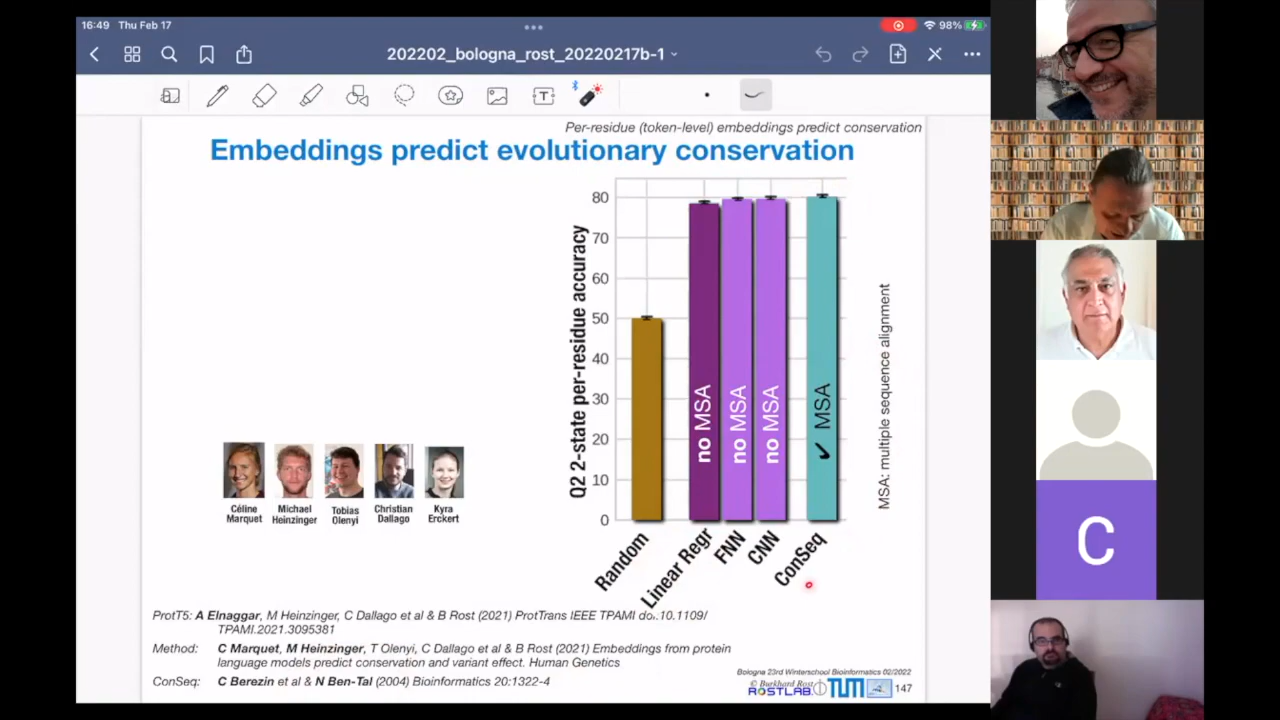 16:49 Thu Feb 17
98%
202202_bologna_rost_20220217b-1
T
Per-residue (token-level) embeddings predict conservation
Embeddings predict evolutionary conservation
Q2 2-state per-residue accuracy
80
70
60
50
40
30
20
10
0
no MSA
no MSA
no MSA
✔ MSA
MSA: multiple sequence alignment
Random
Linear Regr
FNN
CNN
ConSeq
Céline Michael Tobias Christian Kyra
Marquet Heinzinger Olenyi Dallago Erckert
ProtT5: A Elnaggar, M Heinzinger, C Dallago et al & B Rost (2021) ProtTrans IEEE TPAMI doi.10.1109/
TPAMI.2021.3095381
Method: C Marquet, M Heinzinger, T Olenyi, C Dallago et al & B Rost (2021) Embeddings from protein
language models predict conservation and variant effect. Human Genetics
ConSeq: C Berezin et al & N Ben-Tal (2004) Bioinformatics 20:1322-4
Bologna 23rd Winterschool Bioinformatics 02/2022
© Burkhard Rost
ROSTLAB TUM 147
C